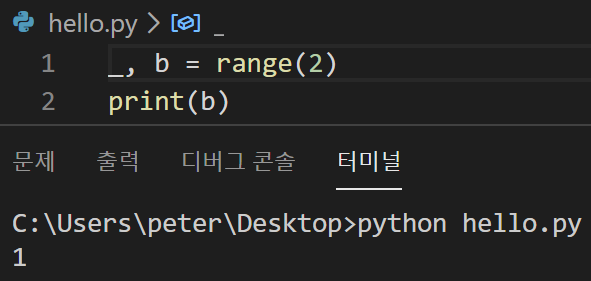 hello.py > _
1 _, b = range(2)
2 print(b)
문제 출력 디버그 콘솔 터미널
C:\Users\peter\Desktop>python hello.py
1